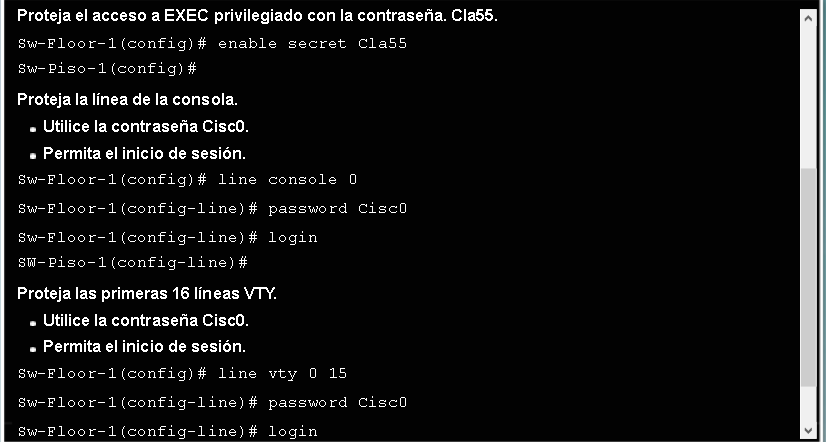 Proteja el acceso a EXEC privilegiado con la contraseña. Cla55.
Sw-Floor-1(config)# enable secret Cla55
Sw-Piso-1(config)#
Proteja la línea de la consola.
Utilice la contraseña Cisc0.
Permita el inicio de sesión.
Sw-Floor-1(config)# line console 0
Sw-Floor-1(config-line)# password Cisc0
Sw-Floor-1(config-line)# login
SW-Piso-1(config-line)#
Proteja las primeras 16 líneas VTY.
Utilice la contraseña Cisc0.
Permita el inicio de sesión.
Sw-Floor-1(config)# line vty 0 15
Sw-Floor-1(config-line)# password Cisc0
Sw-Floor-1(config-line)# login